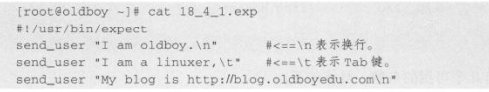 [root@oldboy ~]# cat 18_4_1.exp
#!/usr/bin/expect
send_user "I am oldboy.\n" #<==\n 表示换行。
send_user "I am a linuxer,\t" #<==\t 表示 Tab 键。
send_user "My blog is http://blog.oldboyedu.com\n"